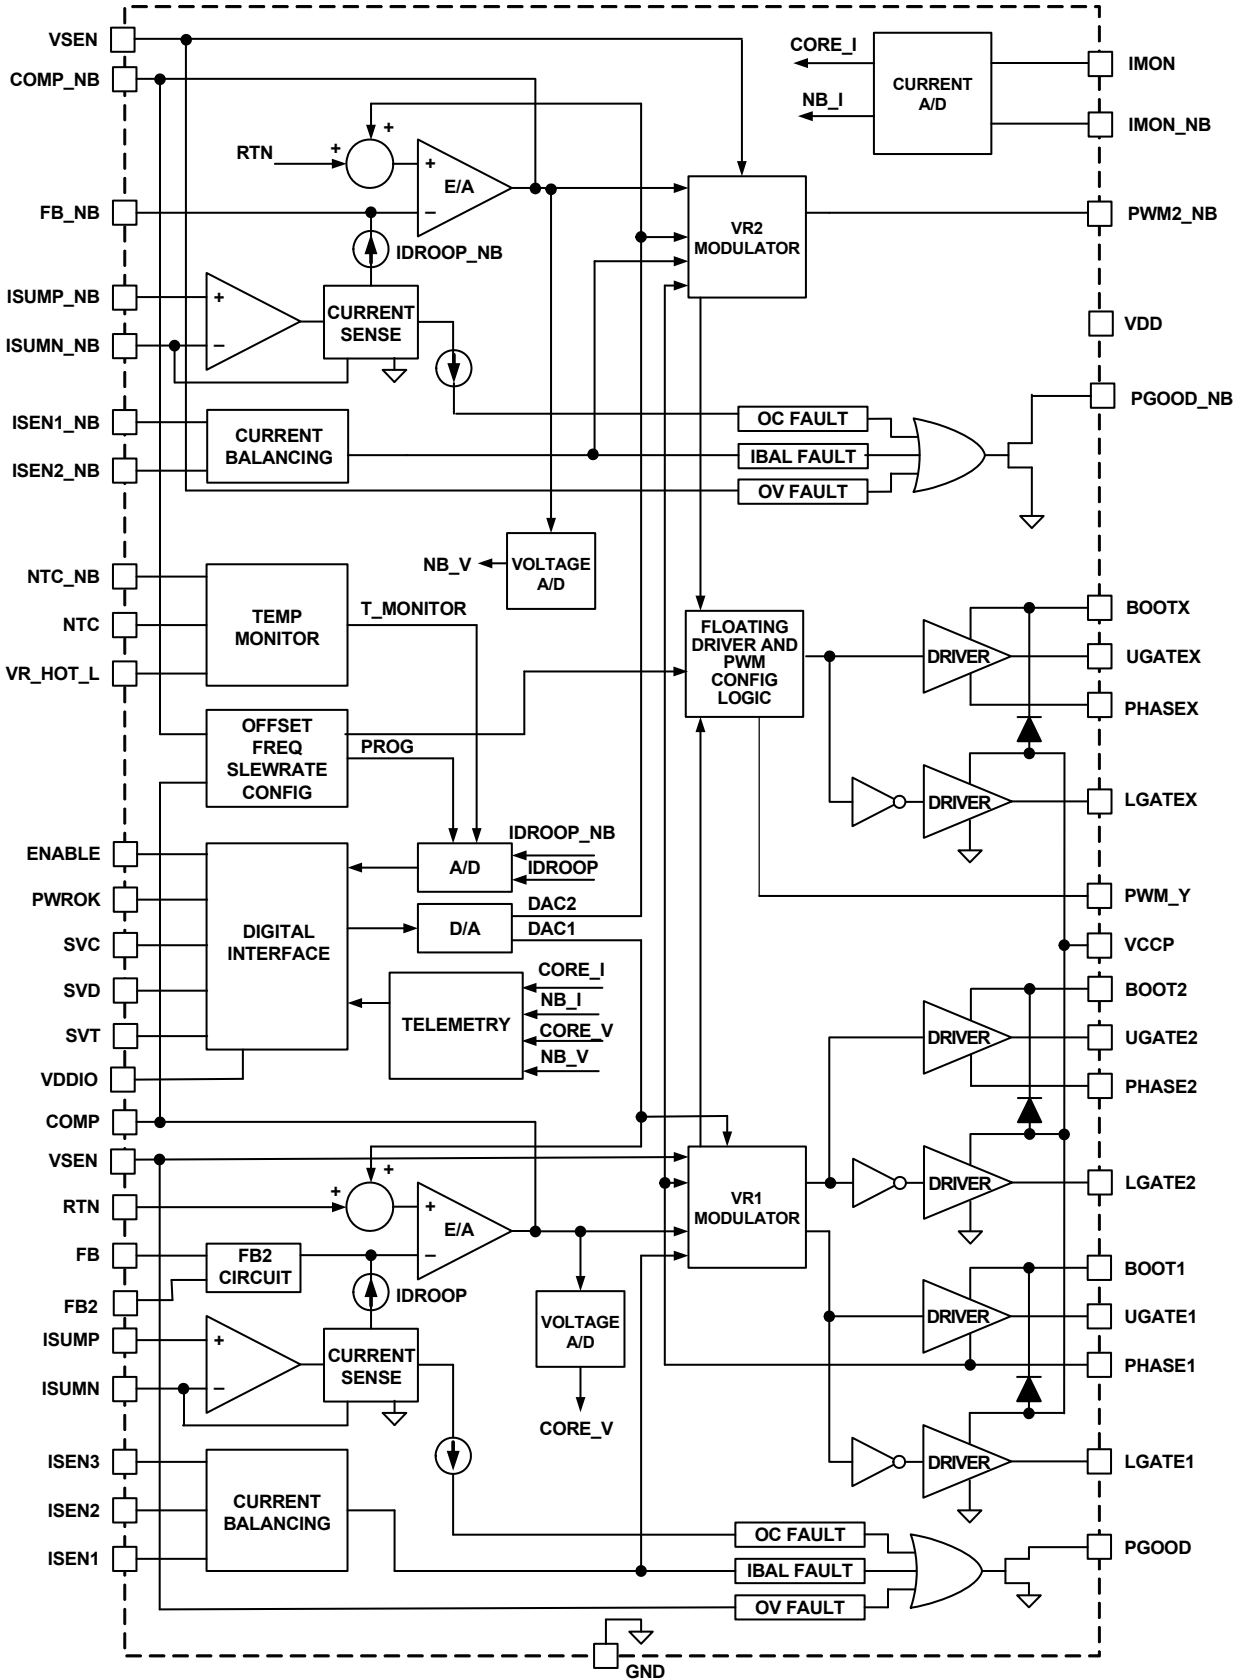 VSEN
CORE_I
IMON
COMP_NB
CURRENT
A/D
NB_I
IMON_NB
+
RTN
+
+
E/A
−
FB_NB
IDROOP_NB
VR2
MODULATOR
PWM2_NB
ISUMP_NB
+
−
CURRENT
SENSE
ISUMN_NB
VDD
PGOOD_NB
ISEN1_NB
CURRENT
BALANCING
ISEN2_NB
OC FAULT
IBAL FAULT
OV FAULT
NB_V
VOLTAGE
A/D
NTC_NB
NTC
VR_HOT_L
TEMP
MONITOR
T_MONITOR
FLOATING
DRIVER AND
PWM
CONFIG
LOGIC
DRIVER
BOOTX
UGATEX
PHASEX
OFFSET
FREQ
SLEWRATE
CONFIG
PROG
DRIVER
LGATEX
ENABLE
PWROK
SVC
SVD
SVT
VDDIO
DIGITAL
INTERFACE
A/D
IDROOP_NB
IDROOP
D/A
DAC2
DAC1
TELEMETRY
CORE_I
NB_I
CORE_V
NB_V
PWM_Y
VCCP
BOOT2
DRIVER
UGATE2
PHASE2
COMP
VSEN
RTN
+
+
+
E/A
−
VR1
MODULATOR
DRIVER
LGATE2
FB
FB2
CIRCUIT
FB2
IDROOP
BOOT1
DRIVER
UGATE1
PHASE1
ISUMP
+
−
CURRENT
SENSE
ISUMN
VOLTAGE
A/D
CORE_V
DRIVER
LGATE1
ISEN3
ISEN2
ISEN1
CURRENT
BALANCING
OC FAULT
IBAL FAULT
OV FAULT
PGOOD
GND